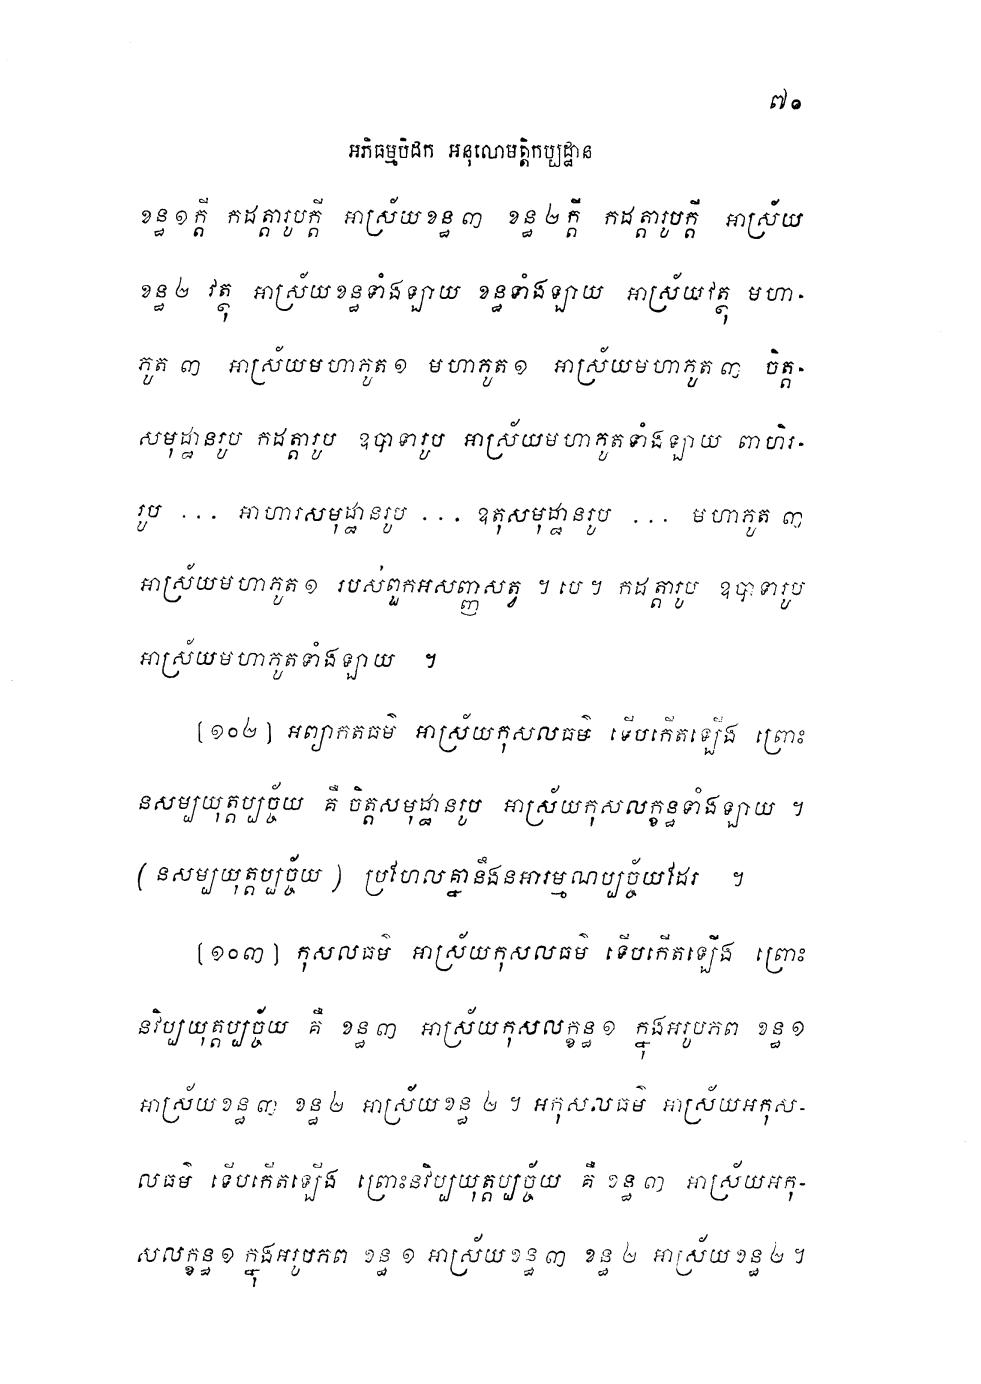 ៧១
អភិធម្មបិដក អនុលោមត្តិកប្បដ្ឋាន
ខន្ធ១ក្តី កដត្តារូបក្តី អាស្រ័យខន្ធ៣ ខន្ធ២ក្តី កដត្តារូបក្តី អាស្រ័យ
ខន្ធ២ វត្ថុ អាស្រ័យខន្ធទាំងឡាយ ខន្ធទាំងឡាយ អាស្រ័យវត្ថុ មហា-
ភូត ៣ អាស្រ័យមហាភូត១ មហាភូត១ អាស្រ័យមហាភូត៣ ចិត្ត-
សមុដ្ឋានរូប កដត្តារូប ឧបាទារូប អាស្រ័យមហាភូតទាំងឡាយ ពាហិរ-
រូប ... អាហារសមុដ្ឋានរូប ... ឧតុសមុដ្ឋានរូប ... មហាភូត ៣
អាស្រ័យមហាភូត១ របស់ពួកអសញ្ញសត្វ ។ បេ ។ កដត្តារូប ឧបាទារូប
អាស្រ័យមហាភូតទាំងឡាយ ។
[១០២] អព្យាកតធម៌ អាស្រ័យកុសលធម៌ ទើបកើតឡើង ព្រោះ
នសម្បយុត្តប្បច្ច័យ គឺ ចិត្តសមុដ្ឋានរូប អាស្រ័យកុសលក្ខន្ធទាំងឡាយ ។
( នសម្បយុត្តប្បច្ច័យ ) ប្រហែលគ្នានឹងនអារម្មណប្បច្ច័យដែរ ។
[១០៣] កុសលធម៌ អាស្រ័យកុសលធម៌ ទើបកើតឡើង ព្រោះ
នវិប្បយុត្តប្បច្ច័យ គឺ ខន្ធ៣ អាស្រ័យកុសលក្ខន្ធ១ ក្នុងអរូបភព ខន្ធ១
អាស្រ័យខន្ធ៣ ខន្ធ២ អាស្រ័យខន្ធ ២ ។ អកុសលធម៌ អាស្រ័យអកុស-
លធម៌ ទើបកើតឡើង ព្រោះនវិប្បយុត្តប្បច្ច័យ គឺ ខន្ធ៣ អាស្រ័យអកុ-
សលក្ខន្ធ១ ក្នុងអរូបភព ខន្ធ ១ អាស្រ័យខន្ធ៣ ខន្ធ ២ អាស្រ័យខន្ធ២ ។